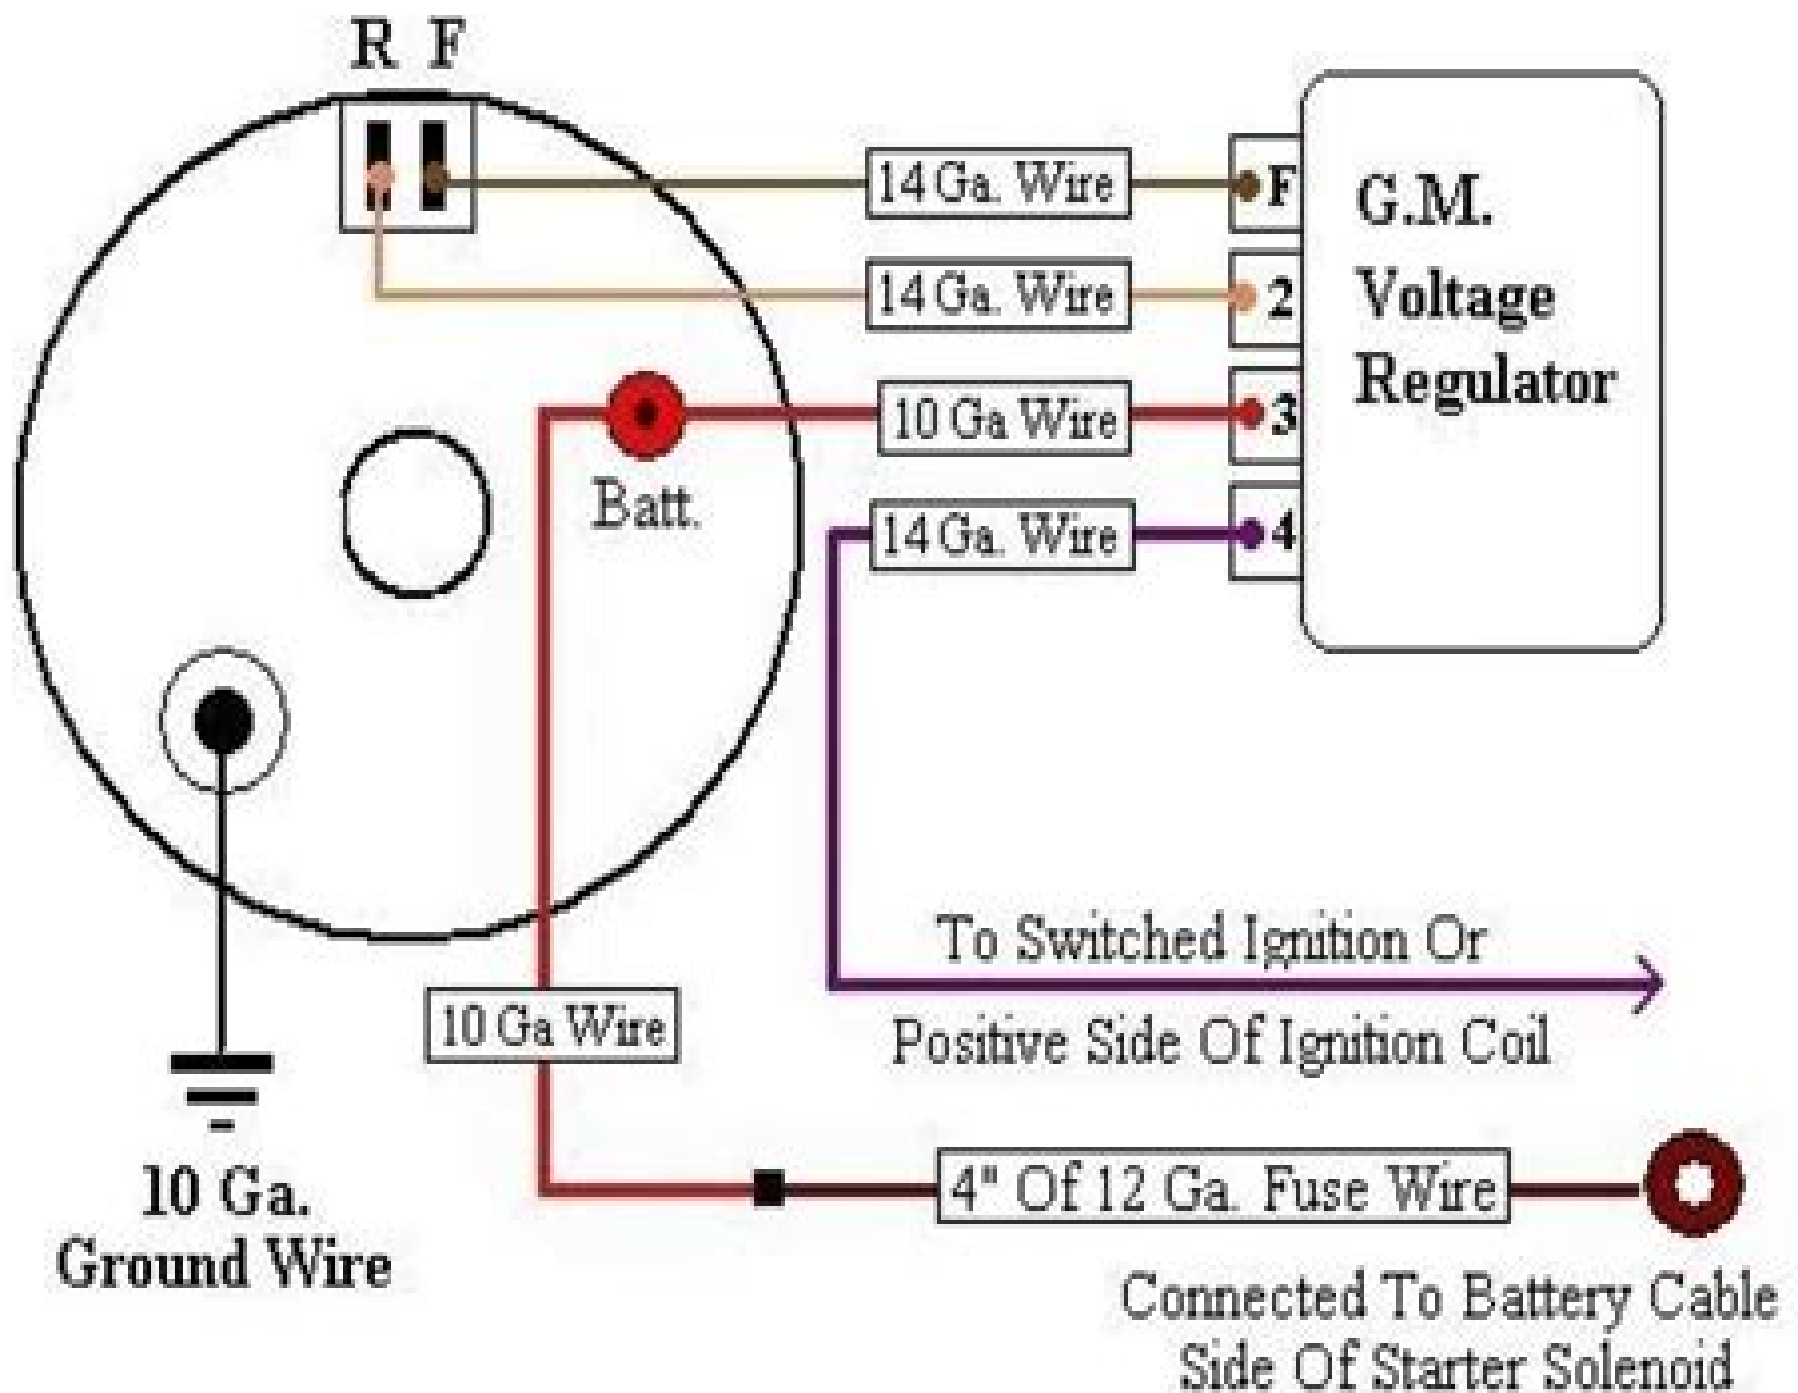 R F
14 Ga. Wire
F
G.M.
Voltage
Regulator
14 Ga. Wire
2
10 Ga Wire
3
Batt.
14 Ga. Wire
4
To Switched Ignition Or
Positive Side Of Ignition Coil
10 Ga Wire
4" Of 12 Ga. Fuse Wire
10 Ga.
Ground Wire
Connected To Battery Cable
Side Of Starter Solenoid